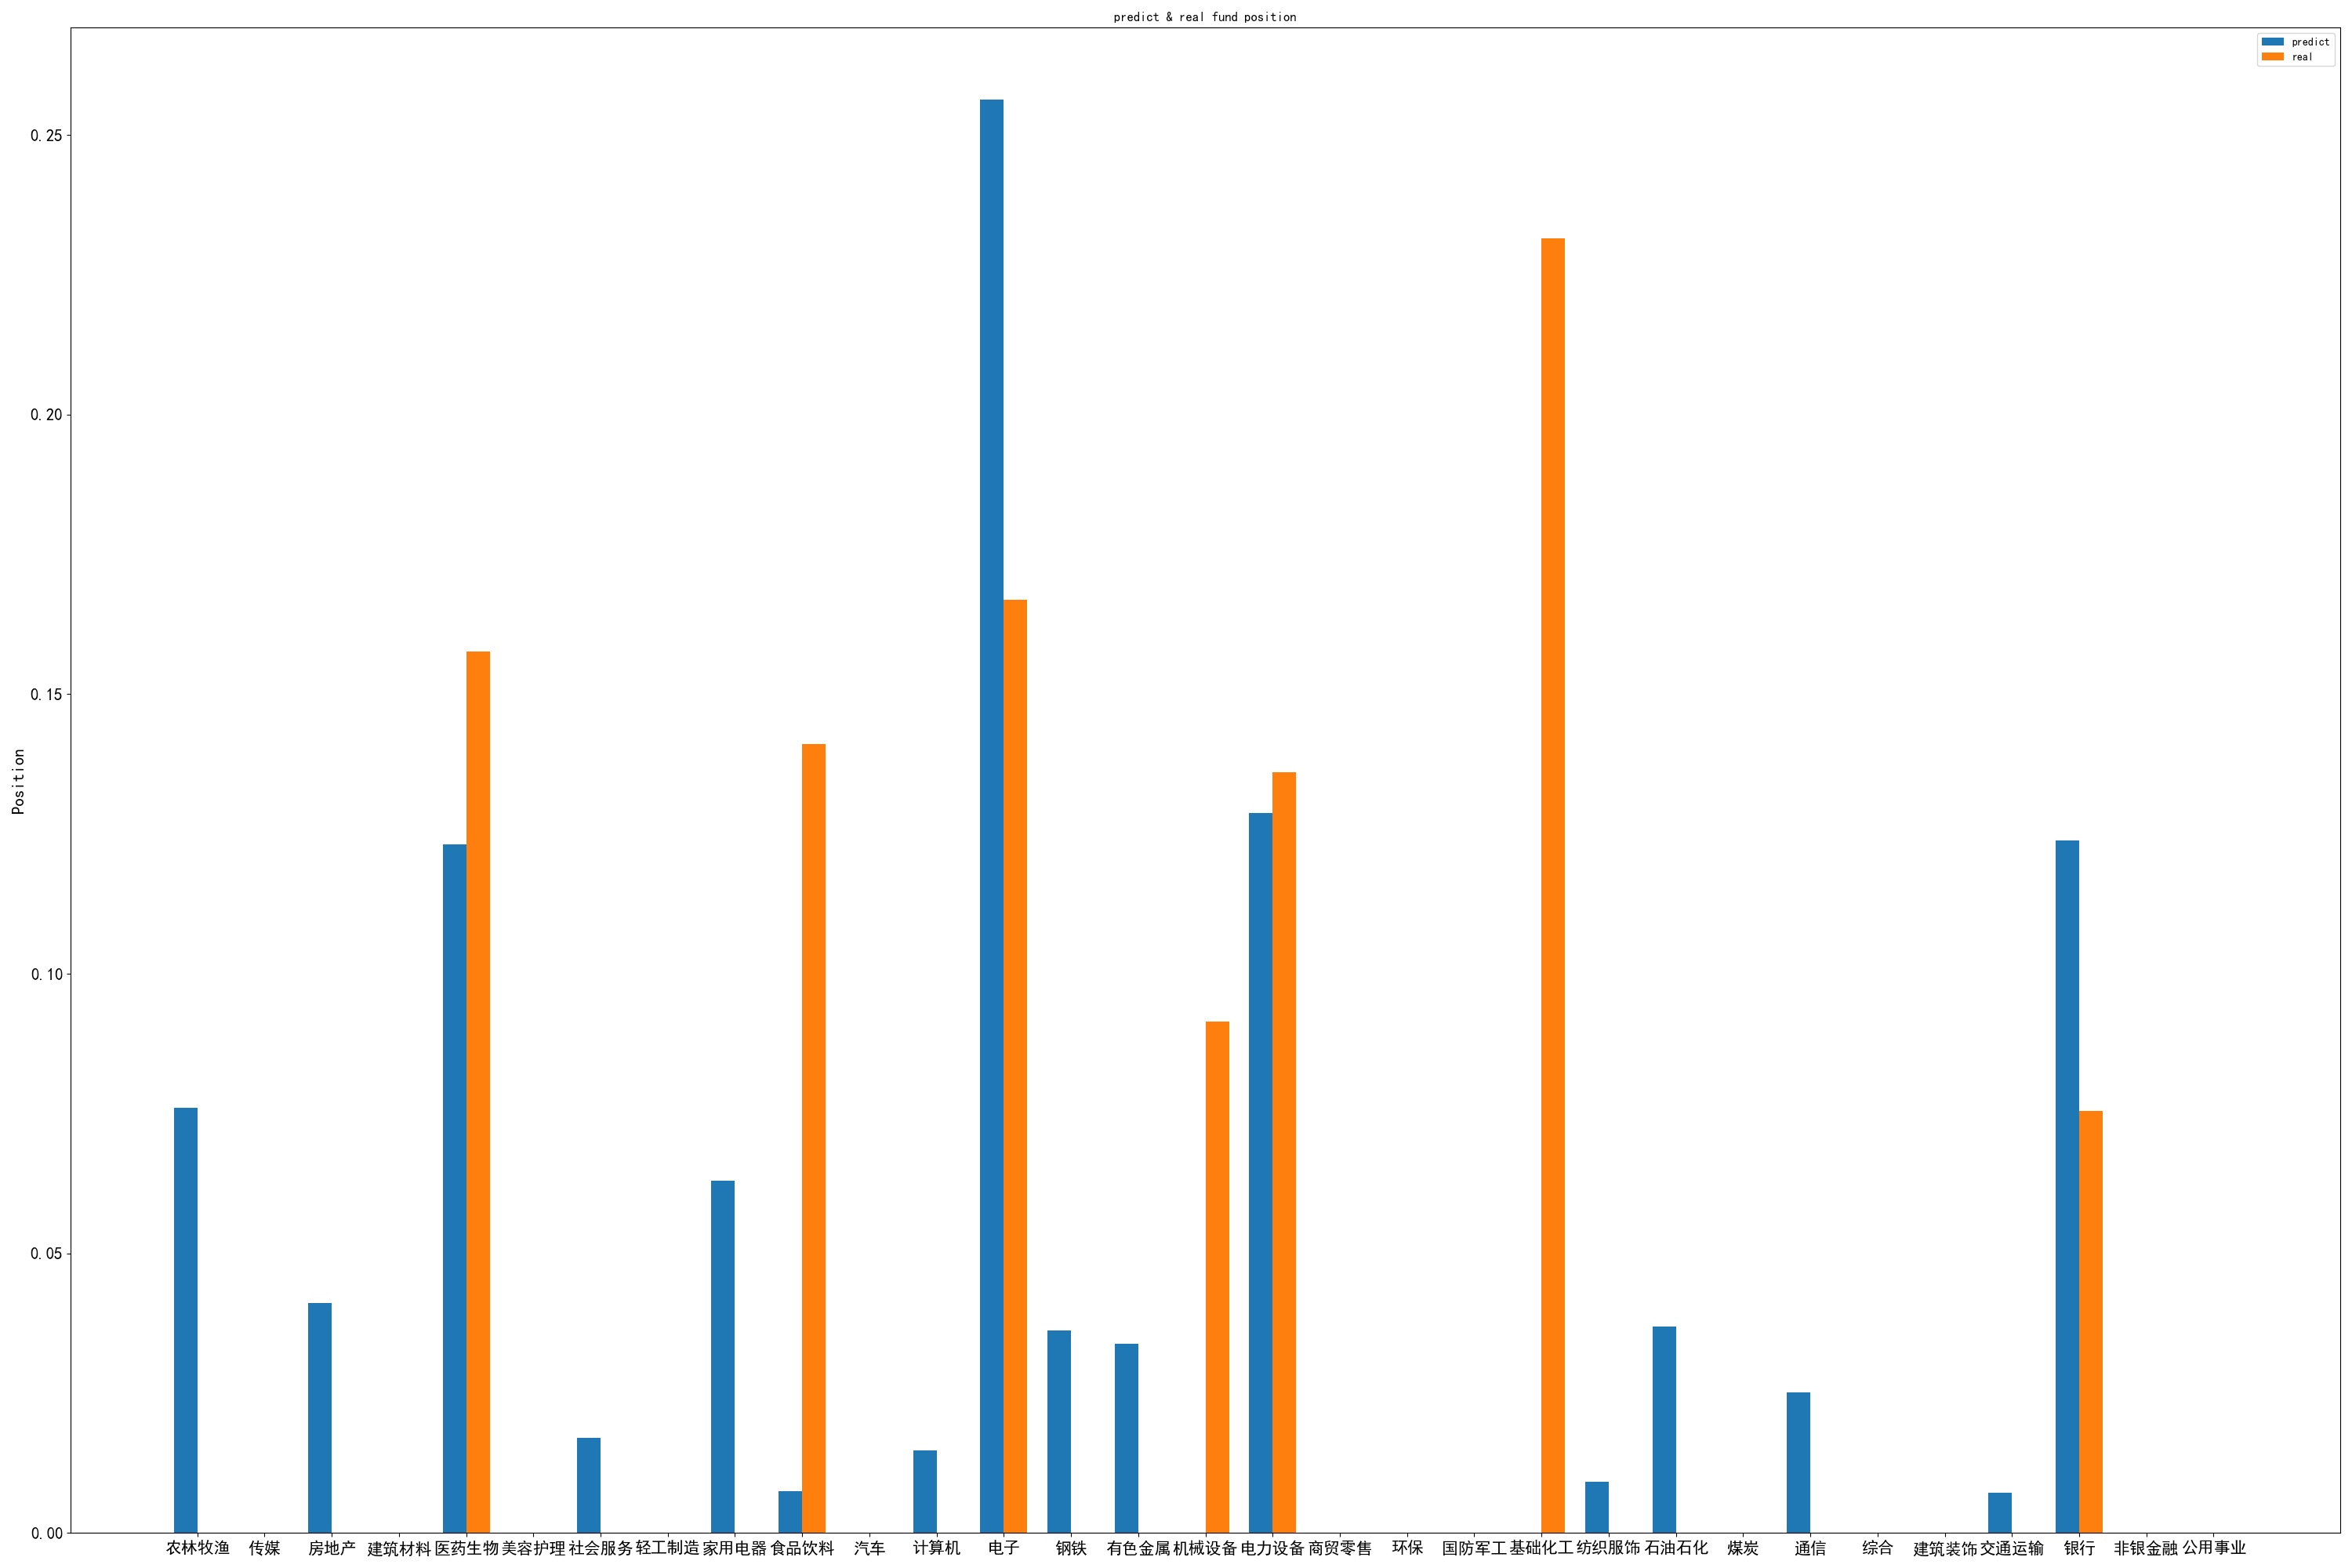 predict & real fund position
predict
real
0.25
0.20
0.15
0.10
0.05
0.00
Position
农林牧渔 传媒 房地产 建筑材料 医药生物 美容护理 社会服务 轻工制造 家用电器 食品饮料 汽车 计算机 电子 钢铁 有色金属 机械设备 电力设备 商贸零售 环保 国防军工 基础化工 纺织服饰 石油石化 煤炭 通信 综合 建筑装饰 交通运输 银行 非银金融 公用事业